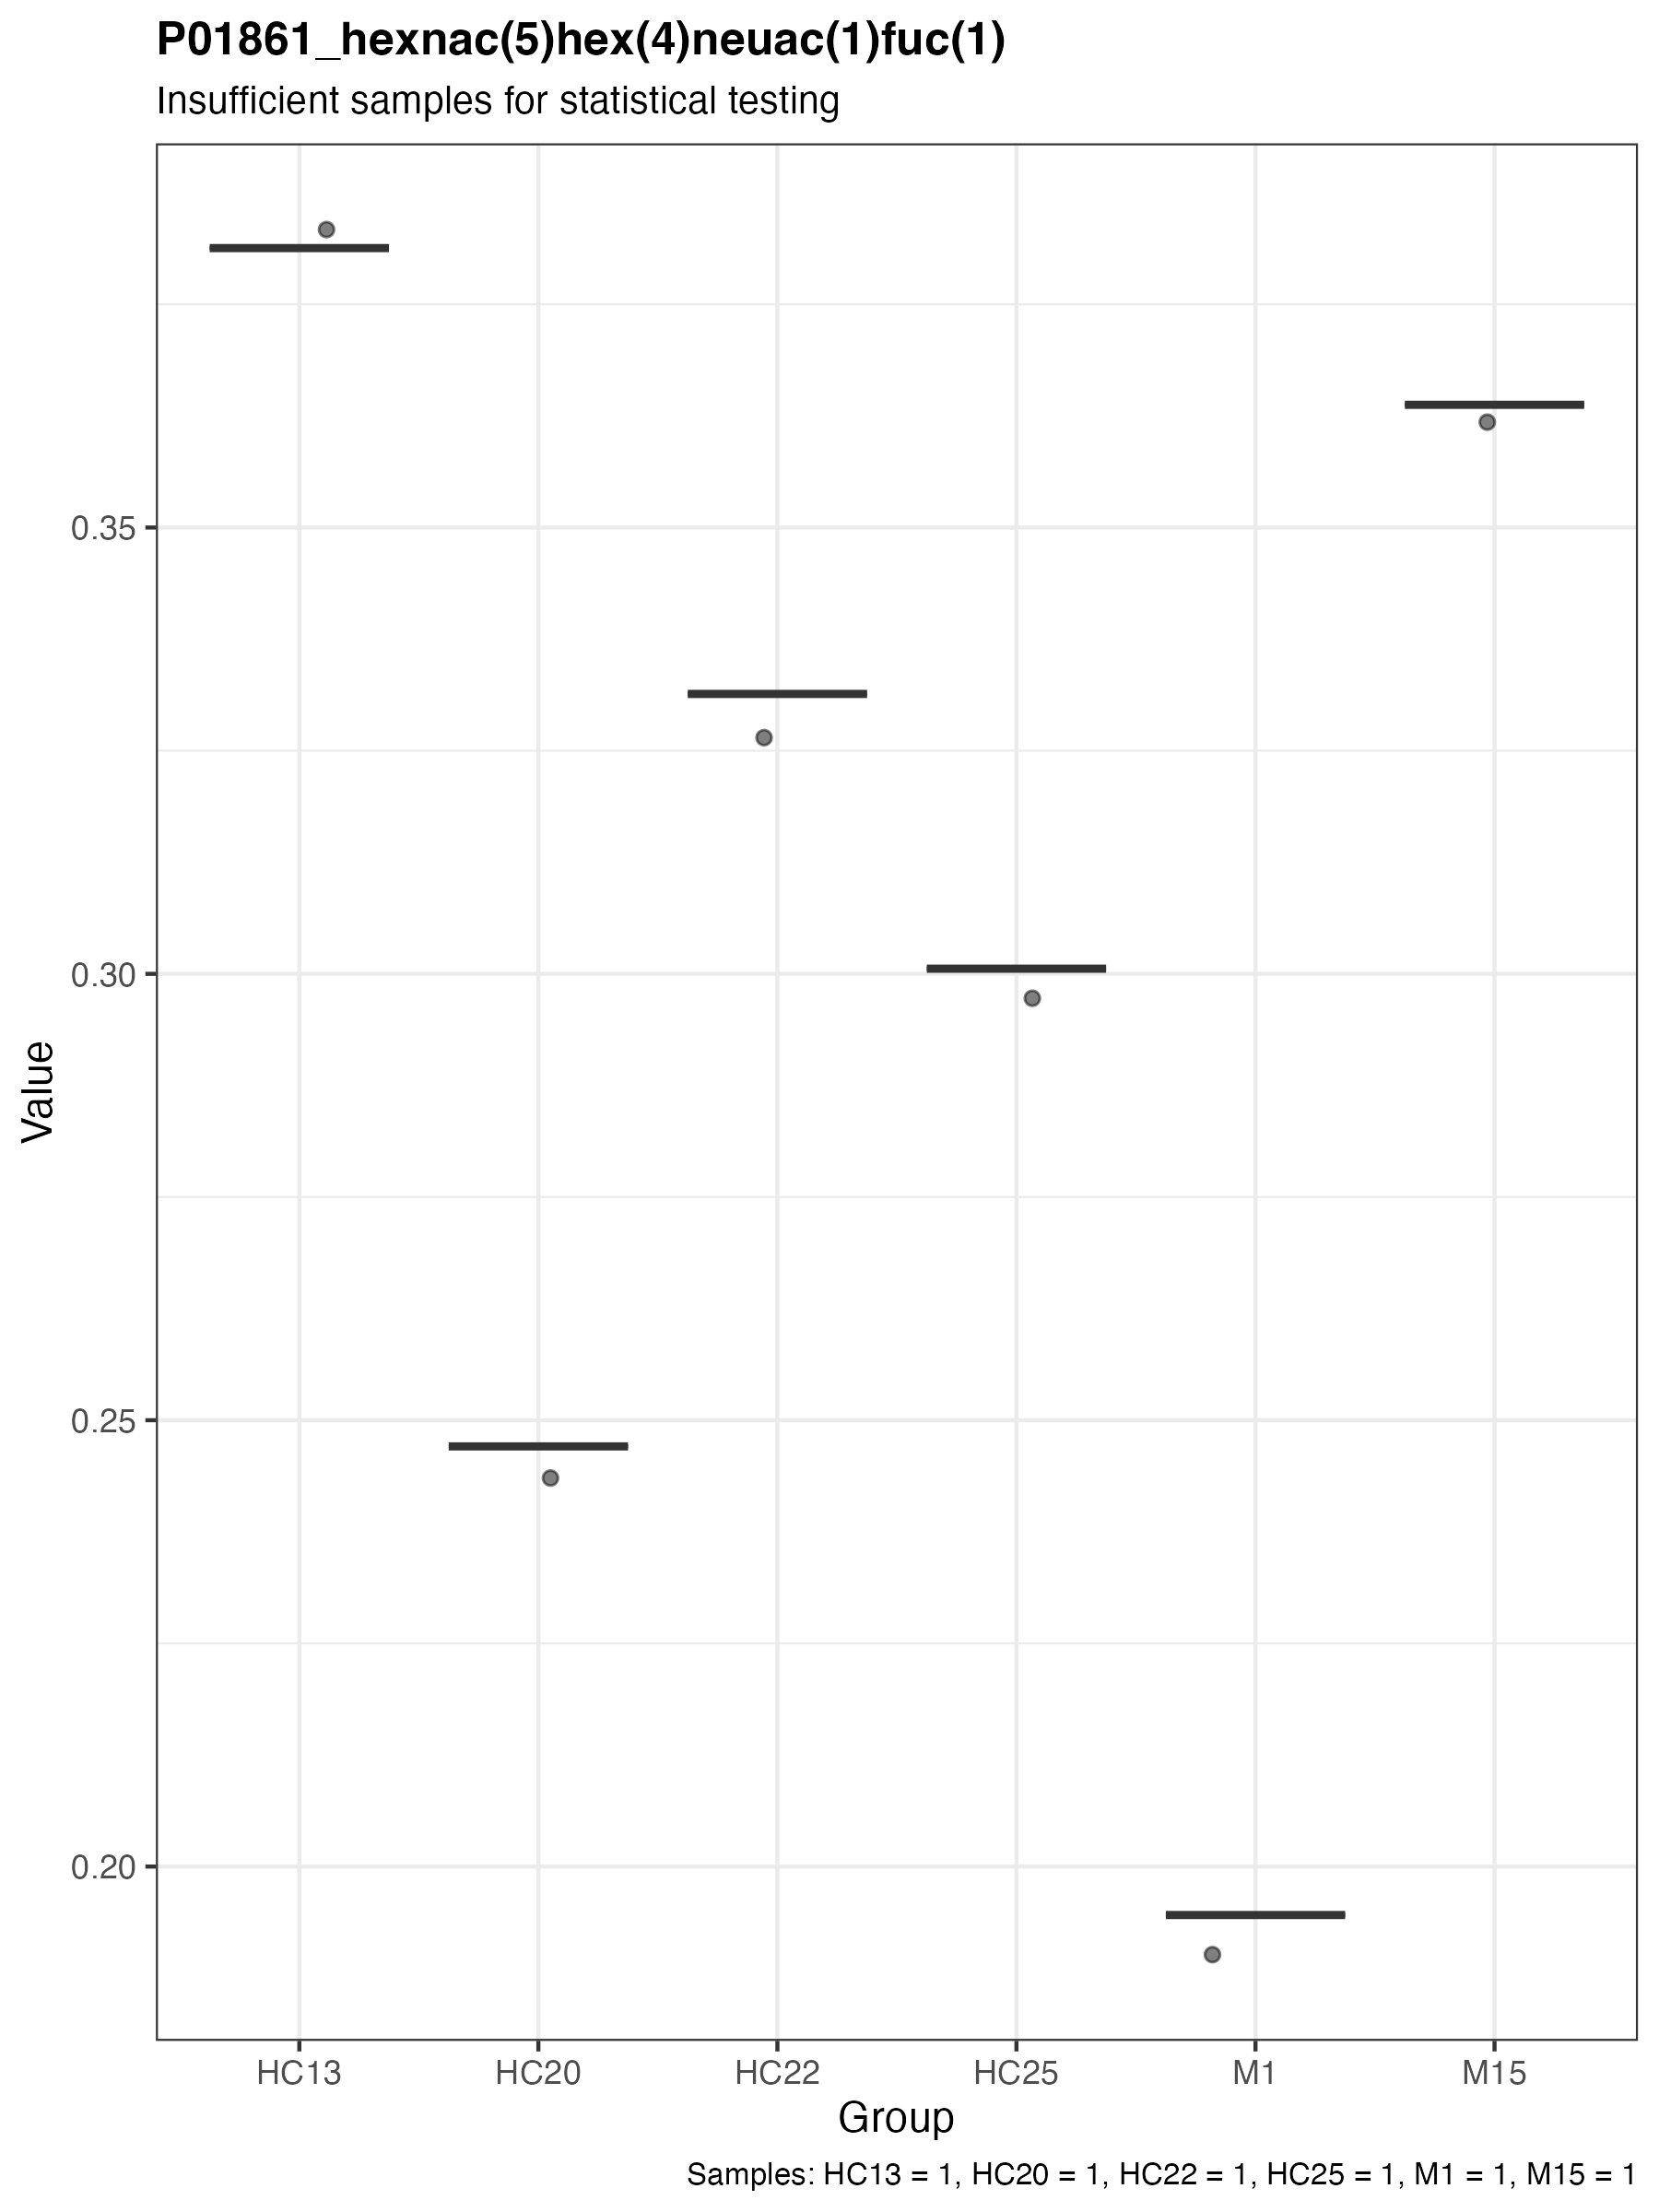 P01861_hexnac(5)hex(4)neuac(1)fuc(1)
Insufficient samples for statistical testing
0.35
0.30
0.25
0.20
Value
HC13 HC20 HC22 HC25 M1 M15
Group
Samples: HC13 = 1, HC20 = 1, HC22 = 1, HC25 = 1, M1 = 1, M15 = 1